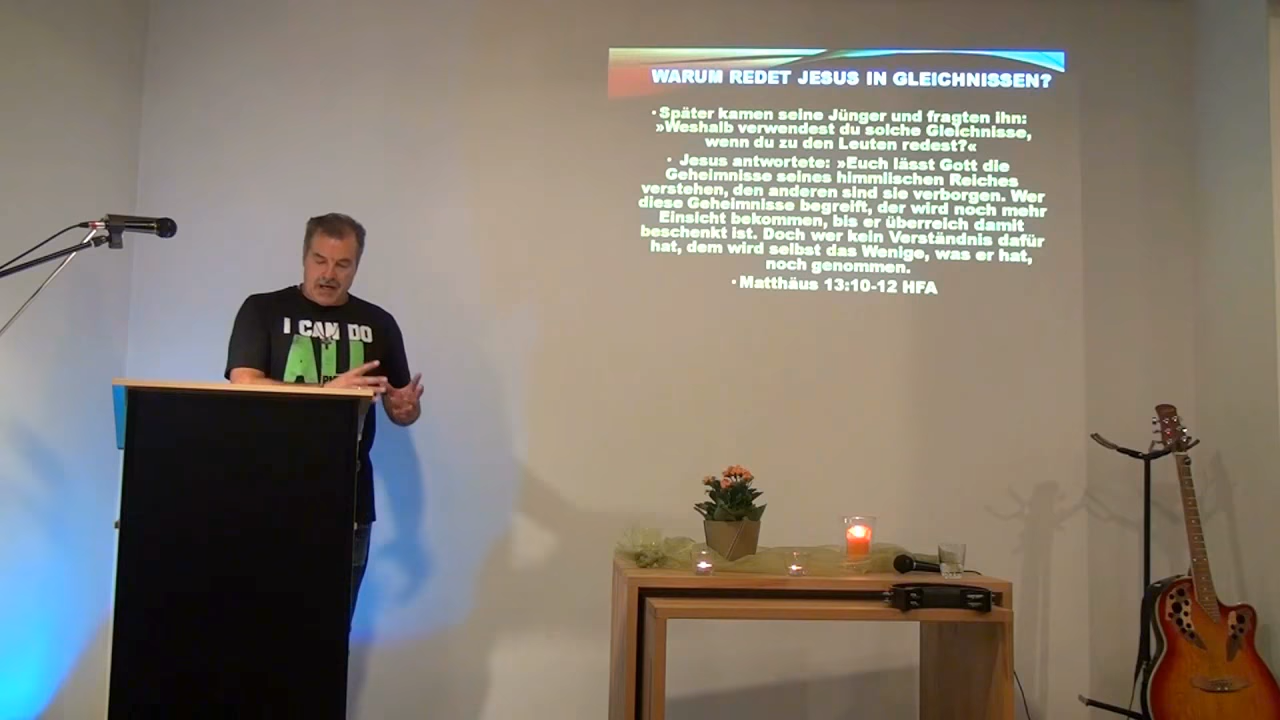 WARUM REDET JESUS IN GLEICHNISSEN?
· Später kamen seine Jünger und fragten ihn:
»Weshalb verwendest du solche Gleichnisse,
wenn du zu den Leuten redest?«
· Jesus antwortete: »Euch lässt Gott die
Geheimnisse seines himmlischen Reiches
verstehen, den anderen sind sie verborgen. Wer
diese Geheimnisse begreift, der wird noch mehr
Einsicht bekommen, bis er überreich damit
beschenkt ist. Doch wer kein Verständnis dafür
hat, dem wird selbst das Wenige, was er hat,
noch genommen.
· Matthäus 13:10-12 HFA
I CAN DO
ALL